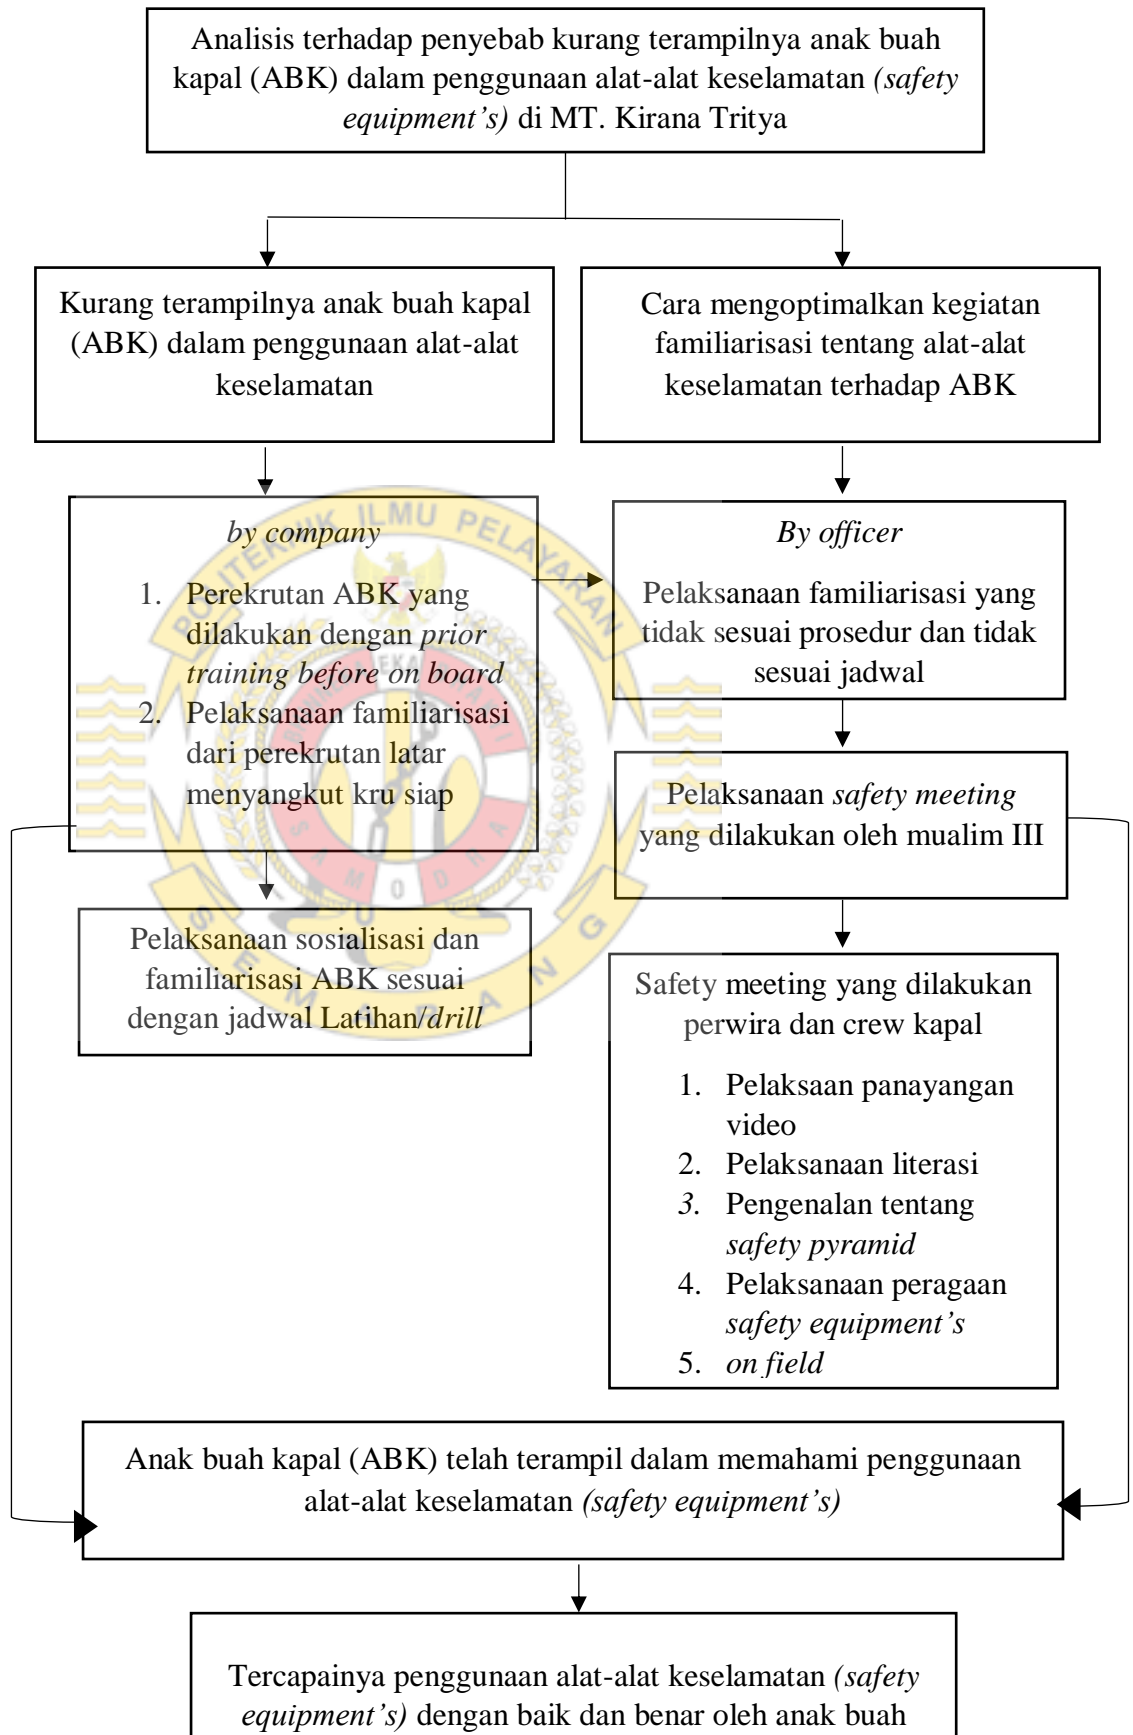 Analisis terhadap penyebab kurang terampilnya anak buah
kapal (ABK) dalam penggunaan alat-alat keselamatan (safety
equipment’s) di MT. Kirana Tritya
Kurang terampilnya anak buah kapal
(ABK) dalam penggunaan alat-alat
keselamatan
Cara mengoptimalkan kegiatan
familiarisasi tentang alat-alat
keselamatan terhadap ABK
by company
1. Perekrutan ABK yang
dilakukan dengan prior
training before on board
2. Pelaksanaan familiarisasi
dari perekrutan latar
menyangkut kru siap
By officer
Pelaksanaan familiarisasi yang
tidak sesuai prosedur dan tidak
sesuai jadwal
Pelaksanaan safety meeting
yang dilakukan oleh mualim III
Pelaksanaan sosialisasi dan
familiarisasi ABK sesuai
dengan jadwal Latihan/drill
Safety meeting yang dilakukan
perwira dan crew kapal
1. Pelaksaan panayangan
video
2. Pelaksanaan literasi
3. Pengenalan tentang
safety pyramid
4. Pelaksanaan peragaan
safety equipment’s
5. on field
Anak buah kapal (ABK) telah terampil dalam memahami penggunaan
alat-alat keselamatan (safety equipment’s)
Tercapainya penggunaan alat-alat keselamatan (safety
equipment’s) dengan baik dan benar oleh anak buah
POLITEKNIK ILMU PELAYARAN
SEMARANG